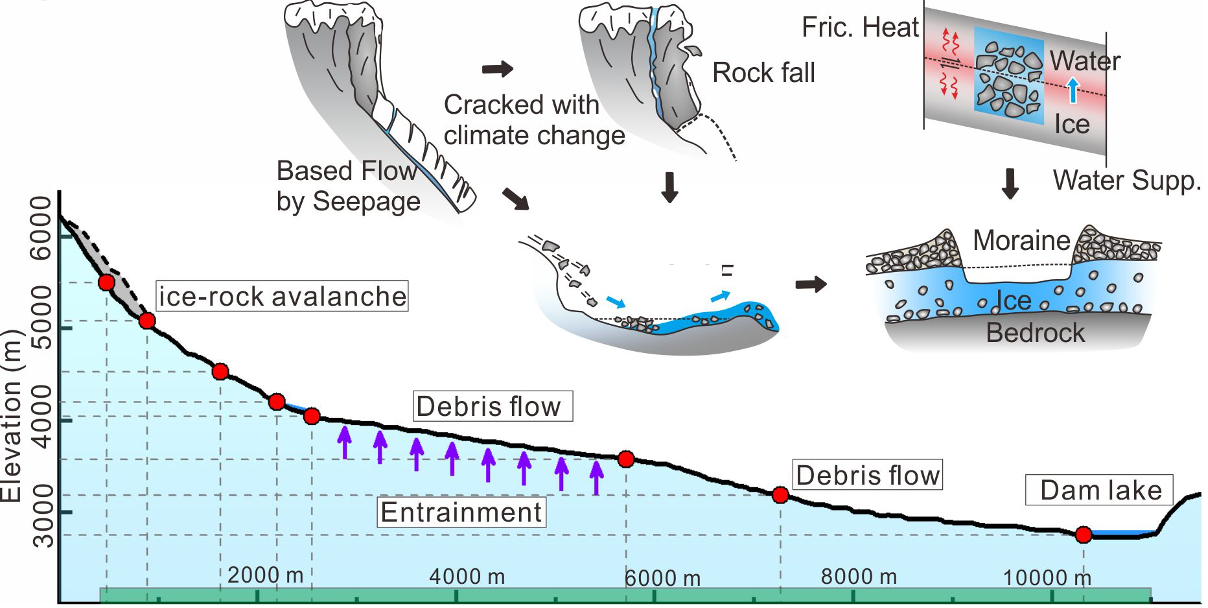 Fric. Heat
Water
Ice
Rock fall
Cracked with
climate change
Based Flow
by Seepage
Water Supp.
Moraine
Ice
Bedrock
Elevation (m)
6000
5000
4000
3000
ice-rock avalanche
Debris flow
Entrainment
Debris flow
Dam lake
2000 m
4000 m
6000 m
8000 m
10000 m